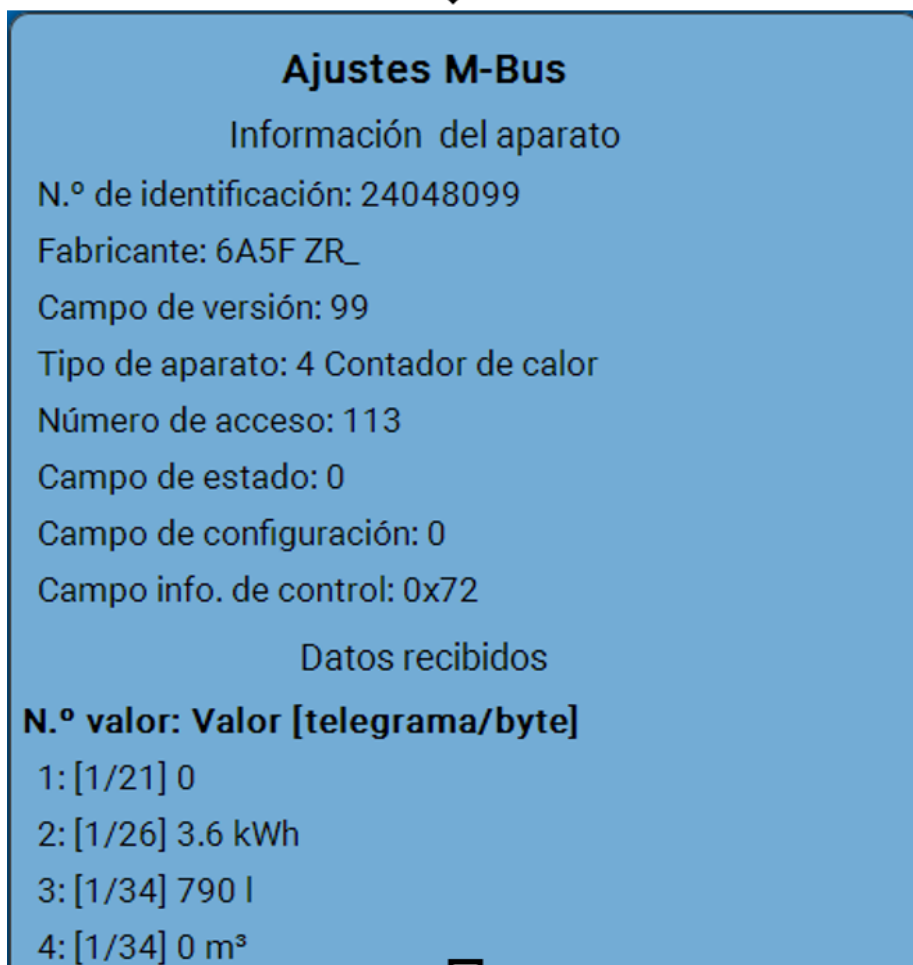 Ajustes M-Bus
Información del aparato
N.º de identificación: 24048099
Fabricante: 6A5F ZR_
Campo de versión: 99
Tipo de aparato: 4 Contador de calor
Número de acceso: 113
Campo de estado: 0
Campo de configuración: 0
Campo info. de control: 0x72
Datos recibidos
N.º valor: Valor [telegrama/byte]
1: [1/21] 0
2: [1/26] 3.6 kWh
3: [1/34] 790 l
4: [1/34] 0 m³